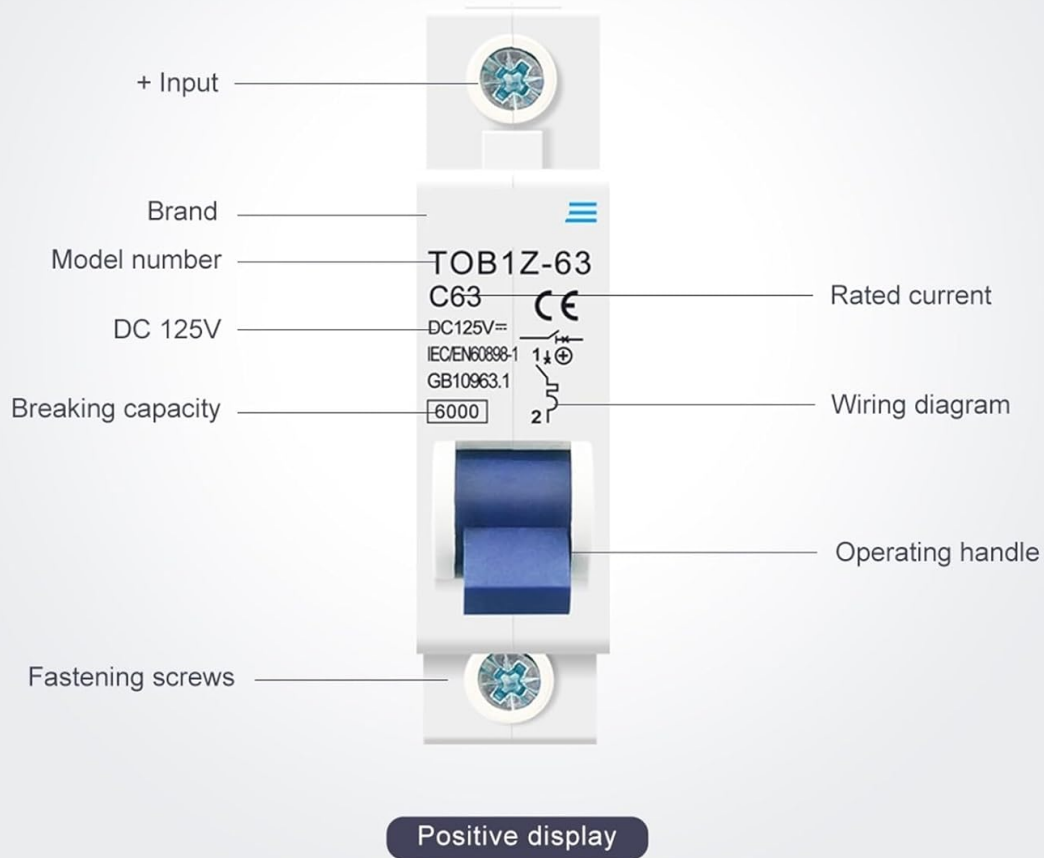 + Input
Brand
Model number
TOB1Z-63
C63
CE
Rated current
DC 125V
DC125V=
IEC/EN60898-1
1
GB10963.1
Breaking capacity
6000
2
Wiring diagram
Operating handle
Fastening screws
Positive display